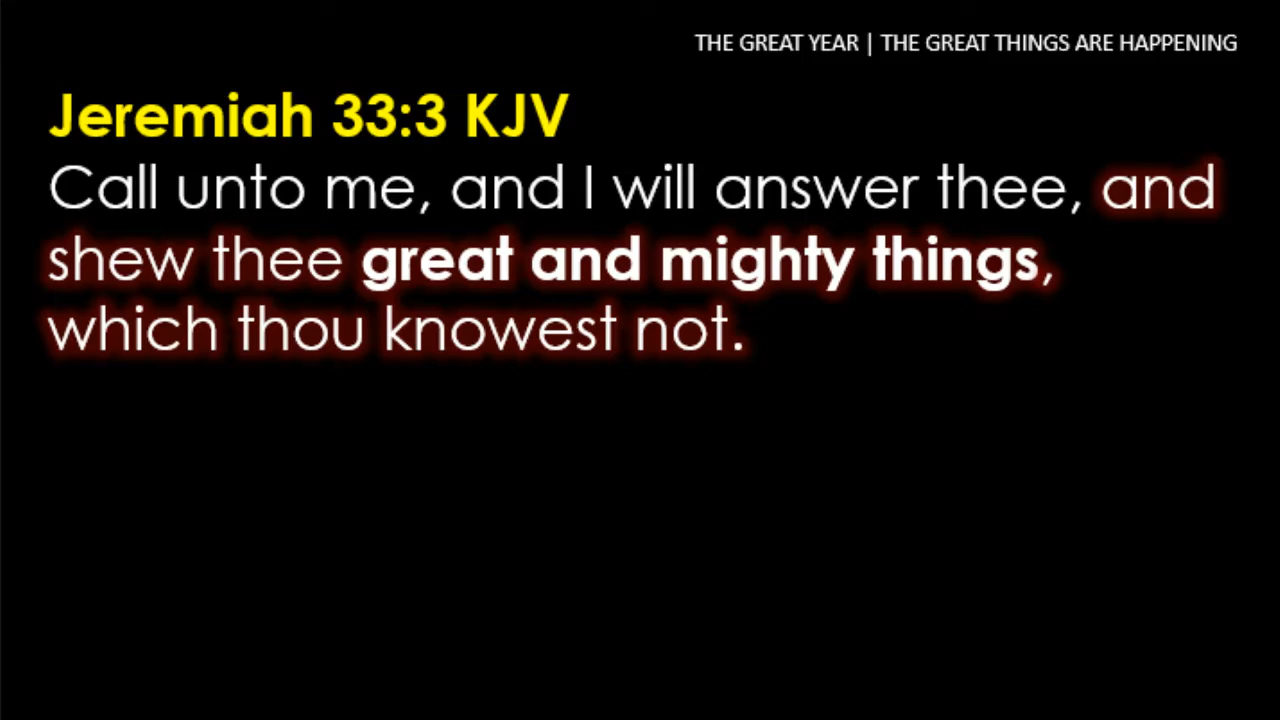 THE GREAT YEAR | THE GREAT THINGS ARE HAPPENING
Jeremiah 33:3 KJV
Call unto me, and I will answer thee, and
shew thee great and mighty things,
which thou knowest not.